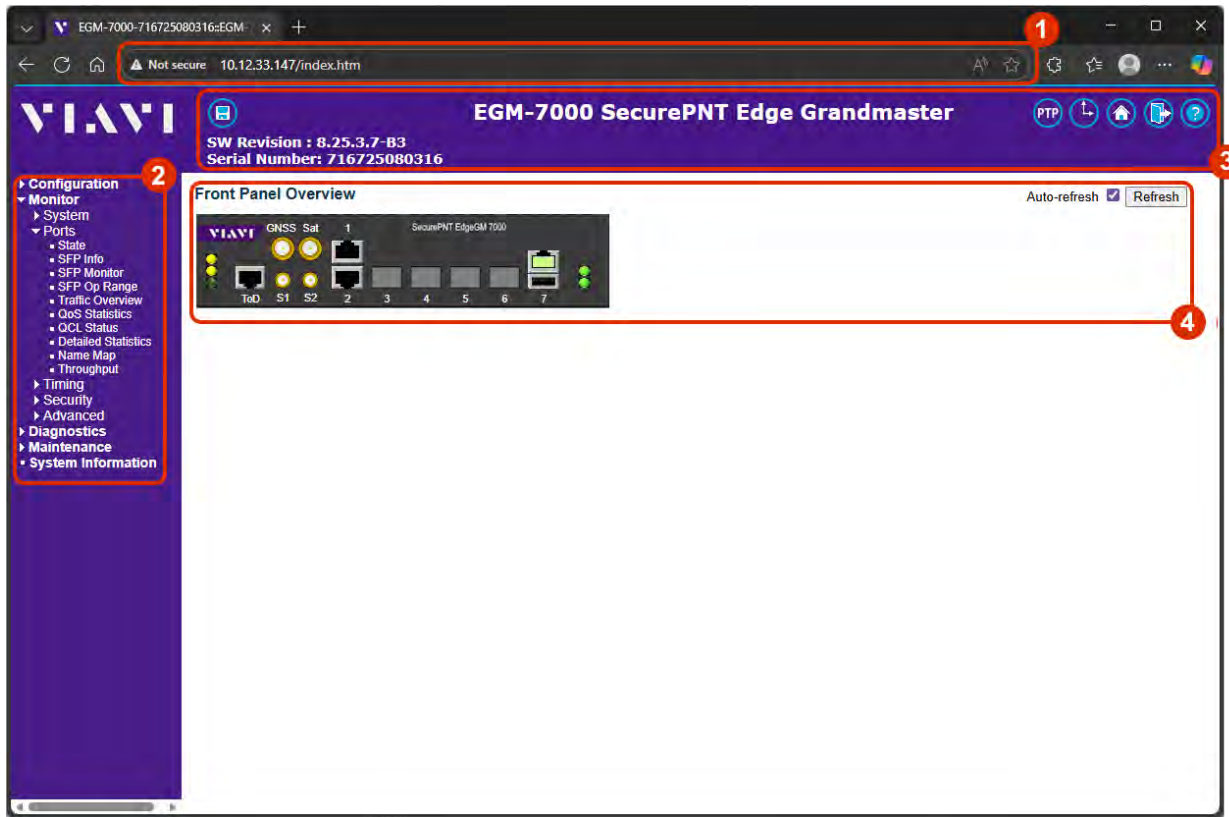 EGM-7000-716725080316::EGM-
1
Not secure 10.12.33.147/index.htm
VIAVI
EGM-7000 SecurePNT Edge Grandmaster
PTP
?
SW Revision : 8.25.3.7-B3
Serial Number: 716725080316
3
2
Configuration
Monitor
System
Ports
State
SFP Info
SFP Monitor
SFP Op Range
Traffic Overview
QoS Statistics
QCL Status
Detailed Statistics
Name Map
Throughput
Timing
Security
Advanced
Diagnostics
Maintenance
System Information
Front Panel Overview
Auto-refresh Refresh
VIAVI GNSS Sat 1 SecurePNT EdgeGM 7000
ToD S1 S2 2 3 4 5 6 7
4